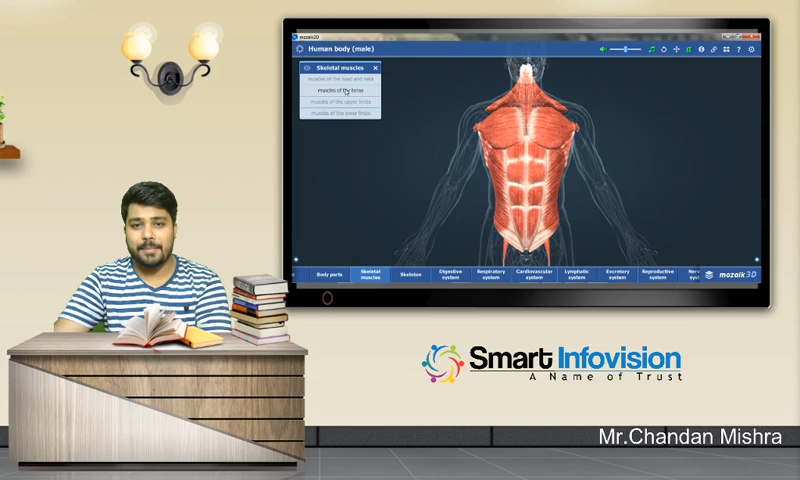 mozaik3D
Human body (male)
Skeletal muscles
muscles of the head and neck
muscles of the torso
muscles of the upper limbs
muscles of the lower limbs
Body parts
Skeletal muscles
Skeleton
Digestive system
Respiratory system
Cardiovascular system
Lymphatic system
Excretory system
Reproductive system
mozaik3D
Smart Infovision
A Name of Trust
Mr.Chandan Mishra